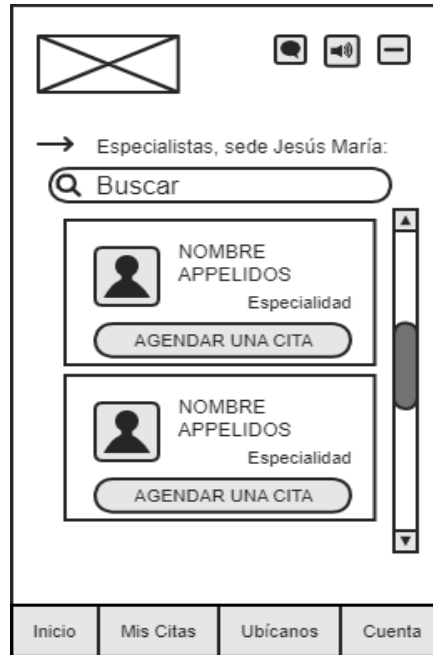 Especialistas, sede Jesús María:
Buscar
NOMBRE
APPELIDOS
Especialidad
AGENDAR UNA CITA
NOMBRE
APPELIDOS
Especialidad
AGENDAR UNA CITA
Inicio
Mis Citas
Ubícanos
Cuenta